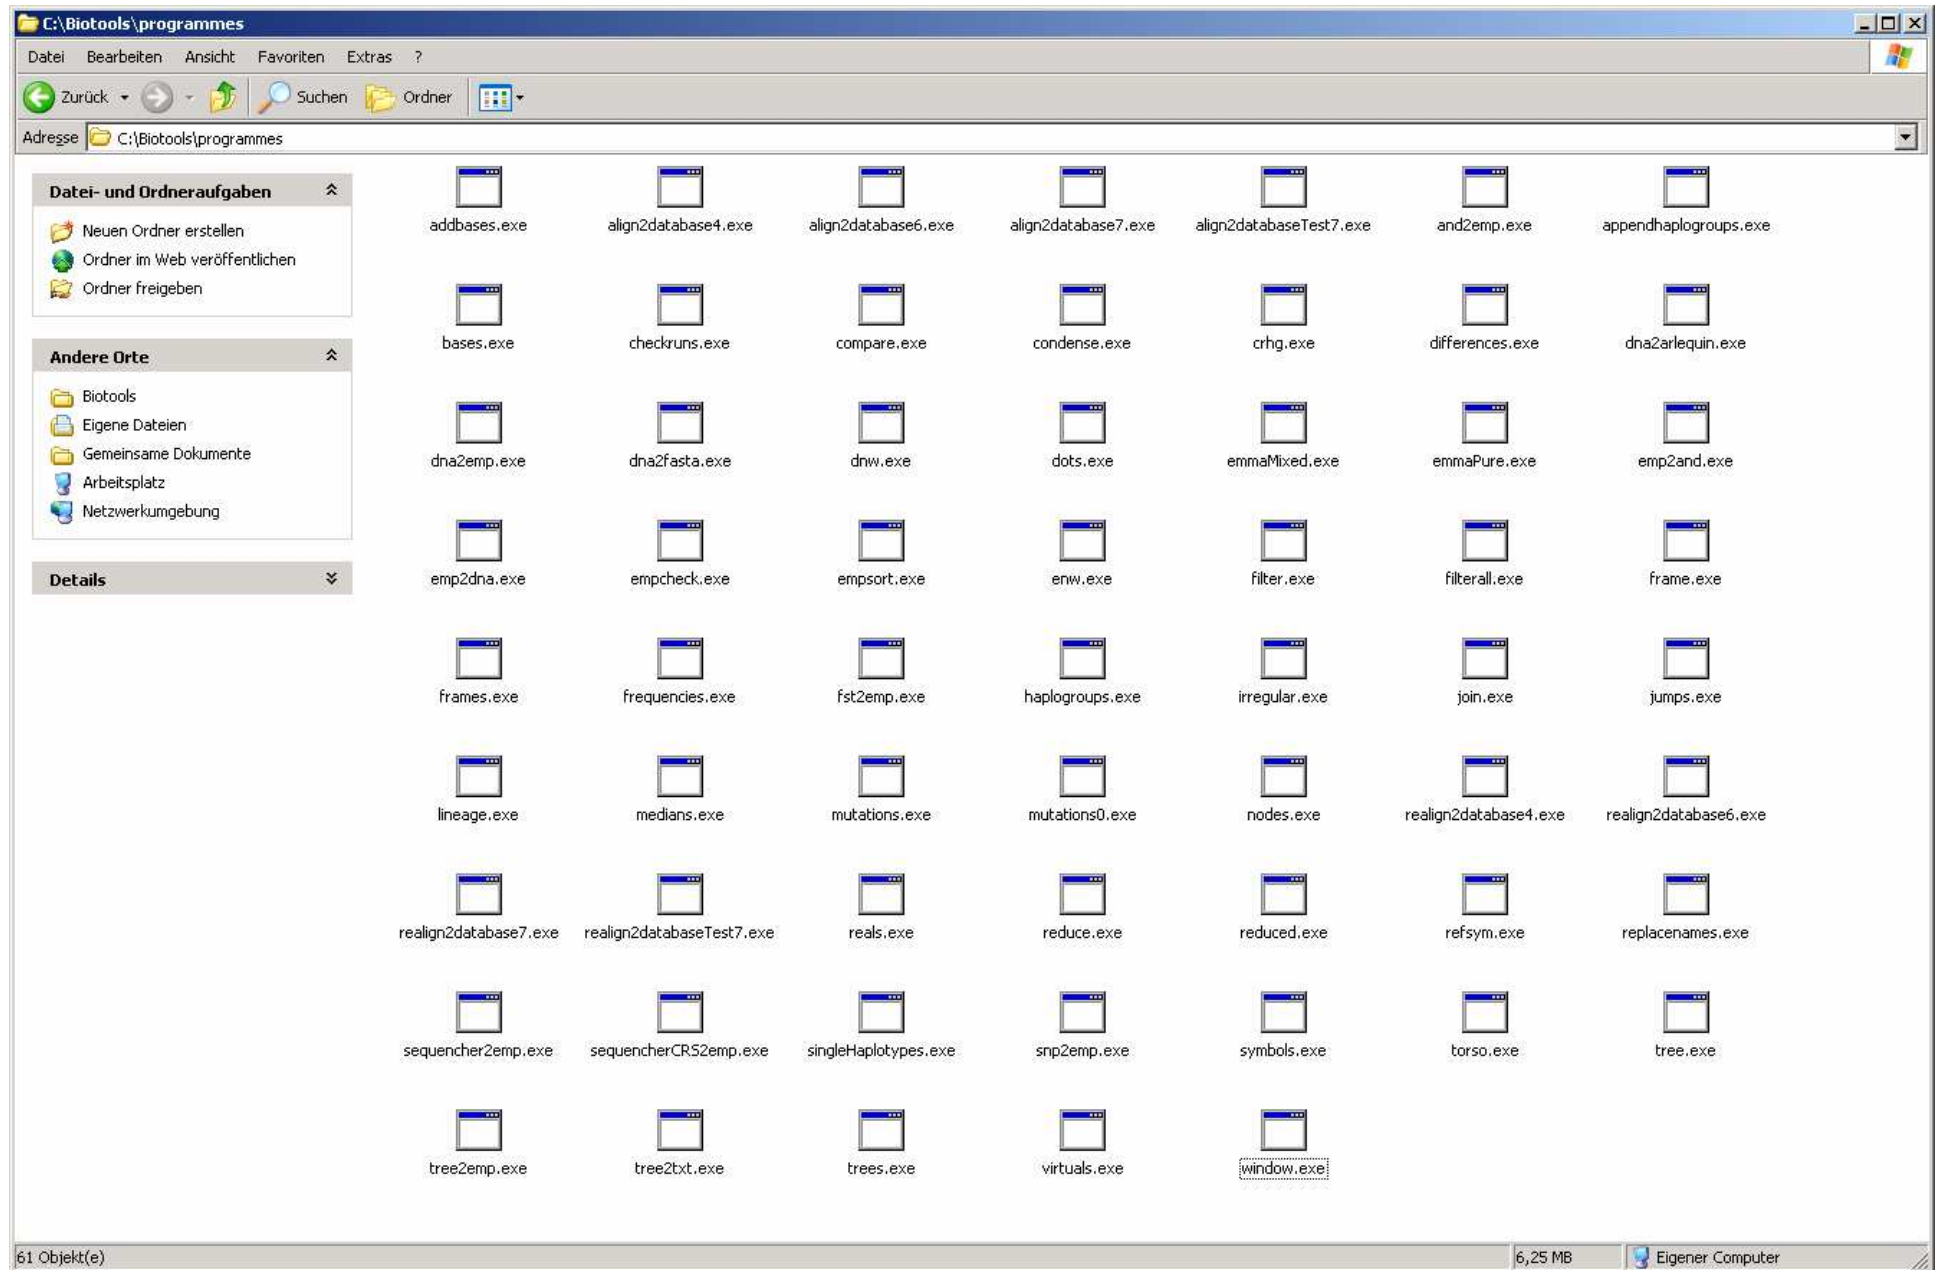 C:\Biotools\programmes
Datei Bearbeiten Ansicht Favoriten Extras ?
Zurück Suchen Ordner
Adresse C:\Biotools\programmes
Datei- und Ordneraufgaben
Neuen Ordner erstellen
Ordner im Web veröffentlichen
Ordner freigeben
Andere Orte
Biotools
Eigene Dateien
Gemeinsame Dokumente
Arbeitsplatz
Netzwerkumgebung
Details
addbases.exe align2database4.exe align2database6.exe align2database7.exe align2databaseTest7.exe and2emp.exe appendhaplogroups.exe
bases.exe checkruns.exe compare.exe condense.exe crhg.exe differences.exe dna2arlequin.exe
dna2emp.exe dna2fasta.exe dnw.exe dots.exe emmaMixed.exe emmaPure.exe emp2and.exe
emp2dna.exe empcheck.exe empsort.exe enw.exe filter.exe filterall.exe frame.exe
frames.exe frequencies.exe fst2emp.exe haplogroups.exe irregular.exe join.exe jumps.exe
lineage.exe medians.exe mutations.exe mutations0.exe nodes.exe realign2database4.exe realign2database6.exe
realign2database7.exe realign2databaseTest7.exe reals.exe reduce.exe reduced.exe refsym.exe replacenames.exe
sequencher2emp.exe sequencherCRS2emp.exe singleHaplotypes.exe snp2emp.exe symbols.exe torso.exe tree.exe
tree2emp.exe tree2txt.exe trees.exe virtuals.exe window.exe
61 Objekt(e) 6,25 MB Eigener Computer